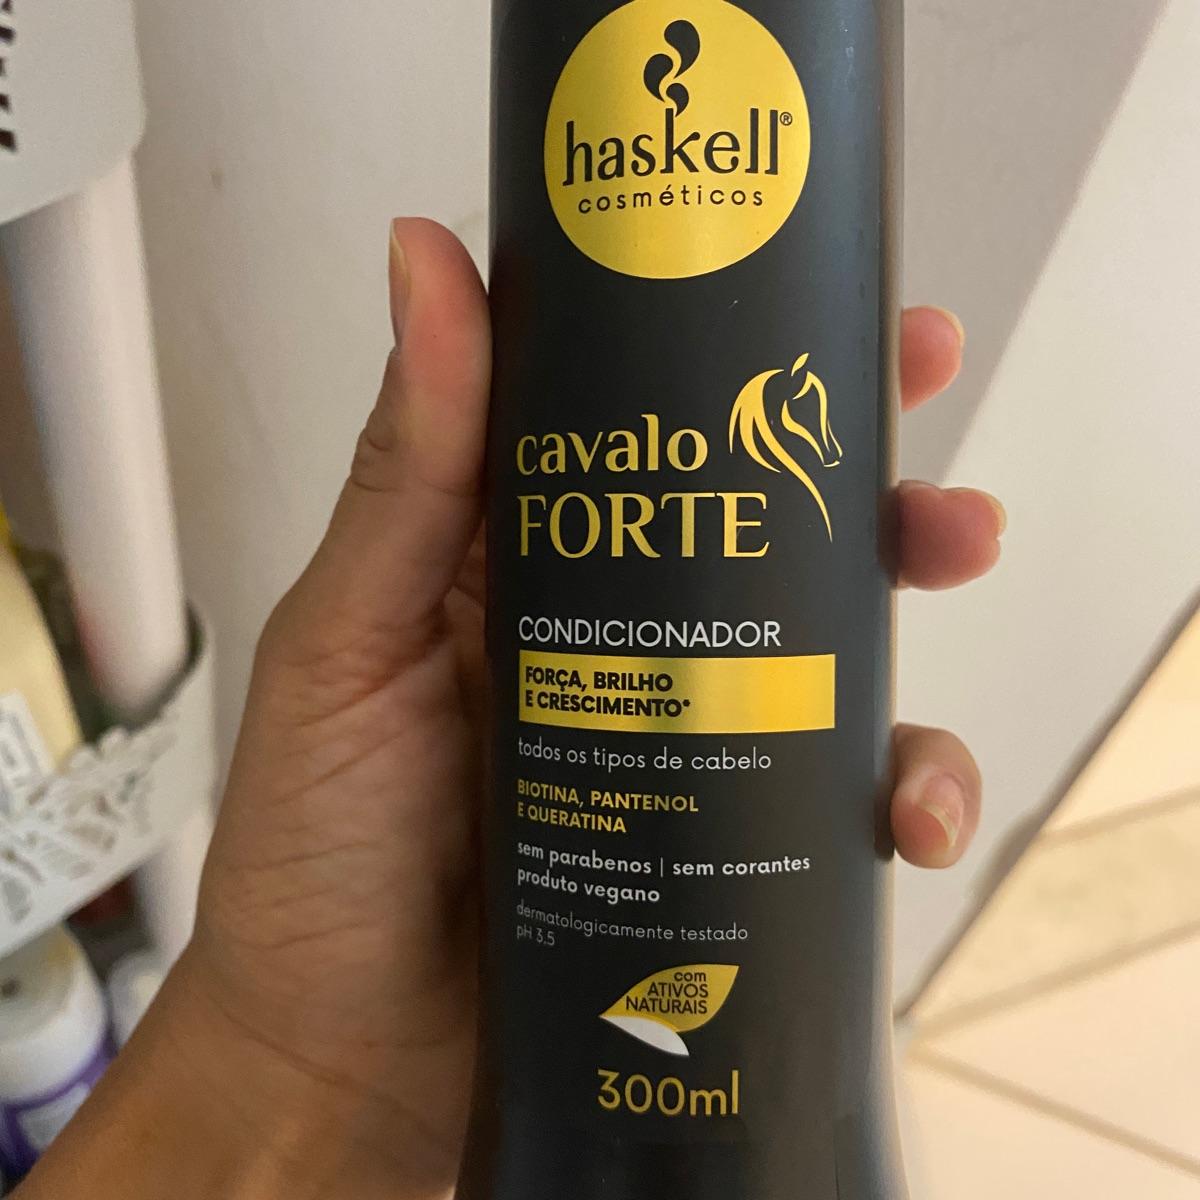 haskell®
cosméticos
cavalo
FORTE
CONDICIONADOR
FORÇA, BRILHO
E CRESCIMENTO*
todos os tipos de cabelo
BIOTINA, PANTENOL
E QUERATINA
sem parabenos | sem corantes
produto vegano
dermatologicamente testado
pH 3,5
com
ATIVOS
NATURAIS
300ml